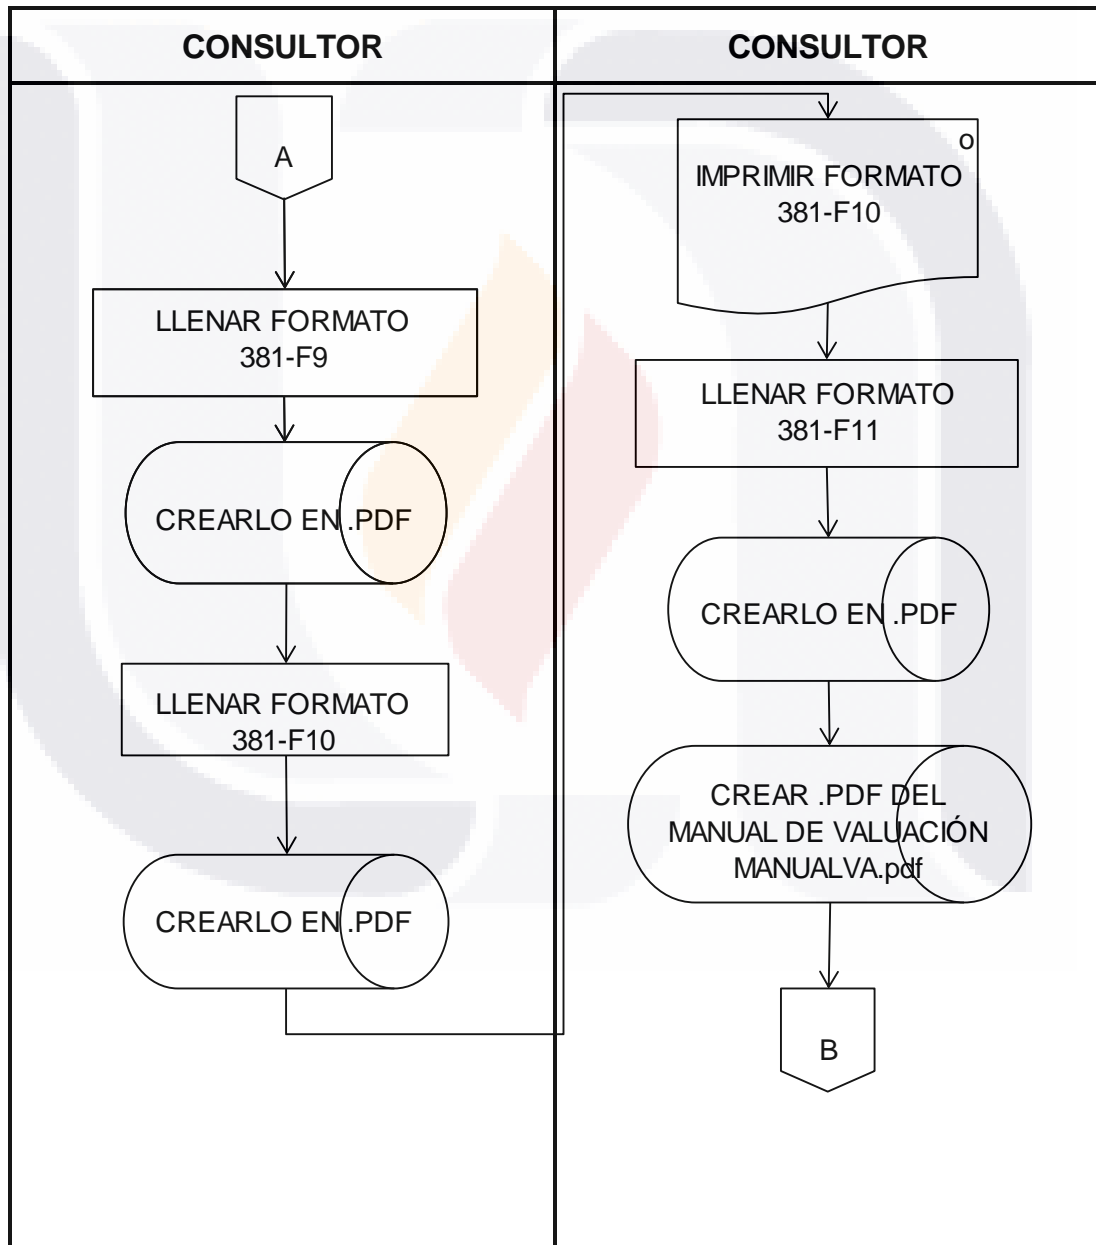 CONSULTOR
A
LLENAR FORMATO
381-F9
CREARLO EN .PDF
LLENAR FORMATO
381-F10
CREARLO EN .PDF
CONSULTOR
O
IMPRIMIR FORMATO
381-F10
LLENAR FORMATO
381-F11
CREARLO EN .PDF
CREAR .PDF DEL
MANUAL DE VALUACIÓN
MANUALVA.pdf
B